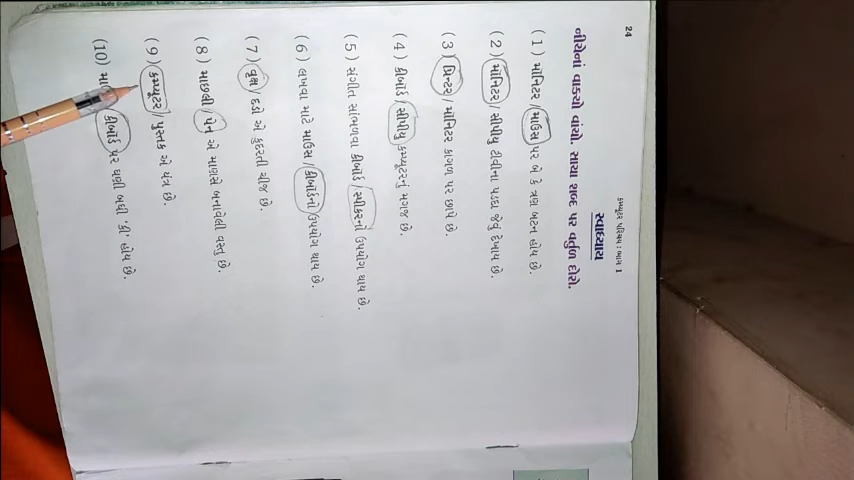 24
કમ્પ્યૂટર પરિચય : ભાગ 1
સ્વાધ્યાય
નીચેનાં વાક્યો વાંચો. સાચા શબ્દ પર વર્તુળ દોરો.
(1) મૉનિટર / માઉસ પર બે કે ત્રણ બટન હોય છે.
(2) મૉનિટર / સીપીયુ ટીવીના પડદા જેવું દેખાય છે.
(3) પ્રિન્ટર / મૉનિટર કાગળ પર છાપે છે.
(4) કીબૉર્ડ / સીપીયુ કમ્પ્યૂટરનું મગજ છે.
(5) સંગીત સાંભળવા કીબૉર્ડ / સ્પીકરનો ઉપયોગ થાય છે.
(6) લખવા માટે માઉસ / કીબૉર્ડનો ઉપયોગ થાય છે.
(7) વૃક્ષ / દડો એ કુદરતી ચીજ છે.
(8) માછલી / પેન એ માણસે બનાવેલી વસ્તુ છે.
(9) કમ્પ્યૂટર / પુસ્તક એ યંત્ર છે.
(10) કીબૉર્ડ પર ઘણી બધી 'કી' હોય છે.